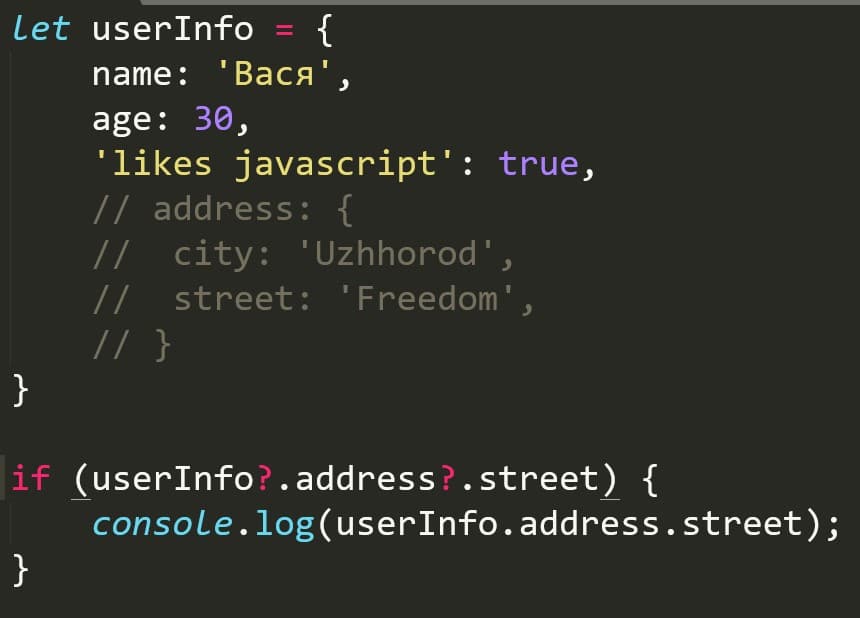 let userInfo = {
    name: 'Вася',
    age: 30,
    'likes javascript': true,
    // address: {
    //  city: 'Uzhhorod',
    //  street: 'Freedom',
    // }
}

if (userInfo?.address?.street) {
    console.log(userInfo.address.street);
}